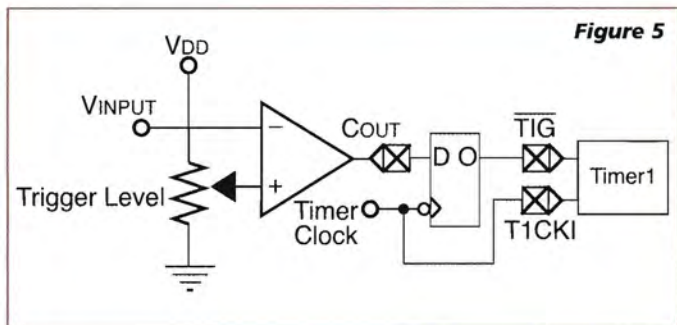 Figure 5
VDD
VINPUT
−
+
Trigger Level
COUT
D O
Timer
Clock
TIG
T1CKI
Timer1